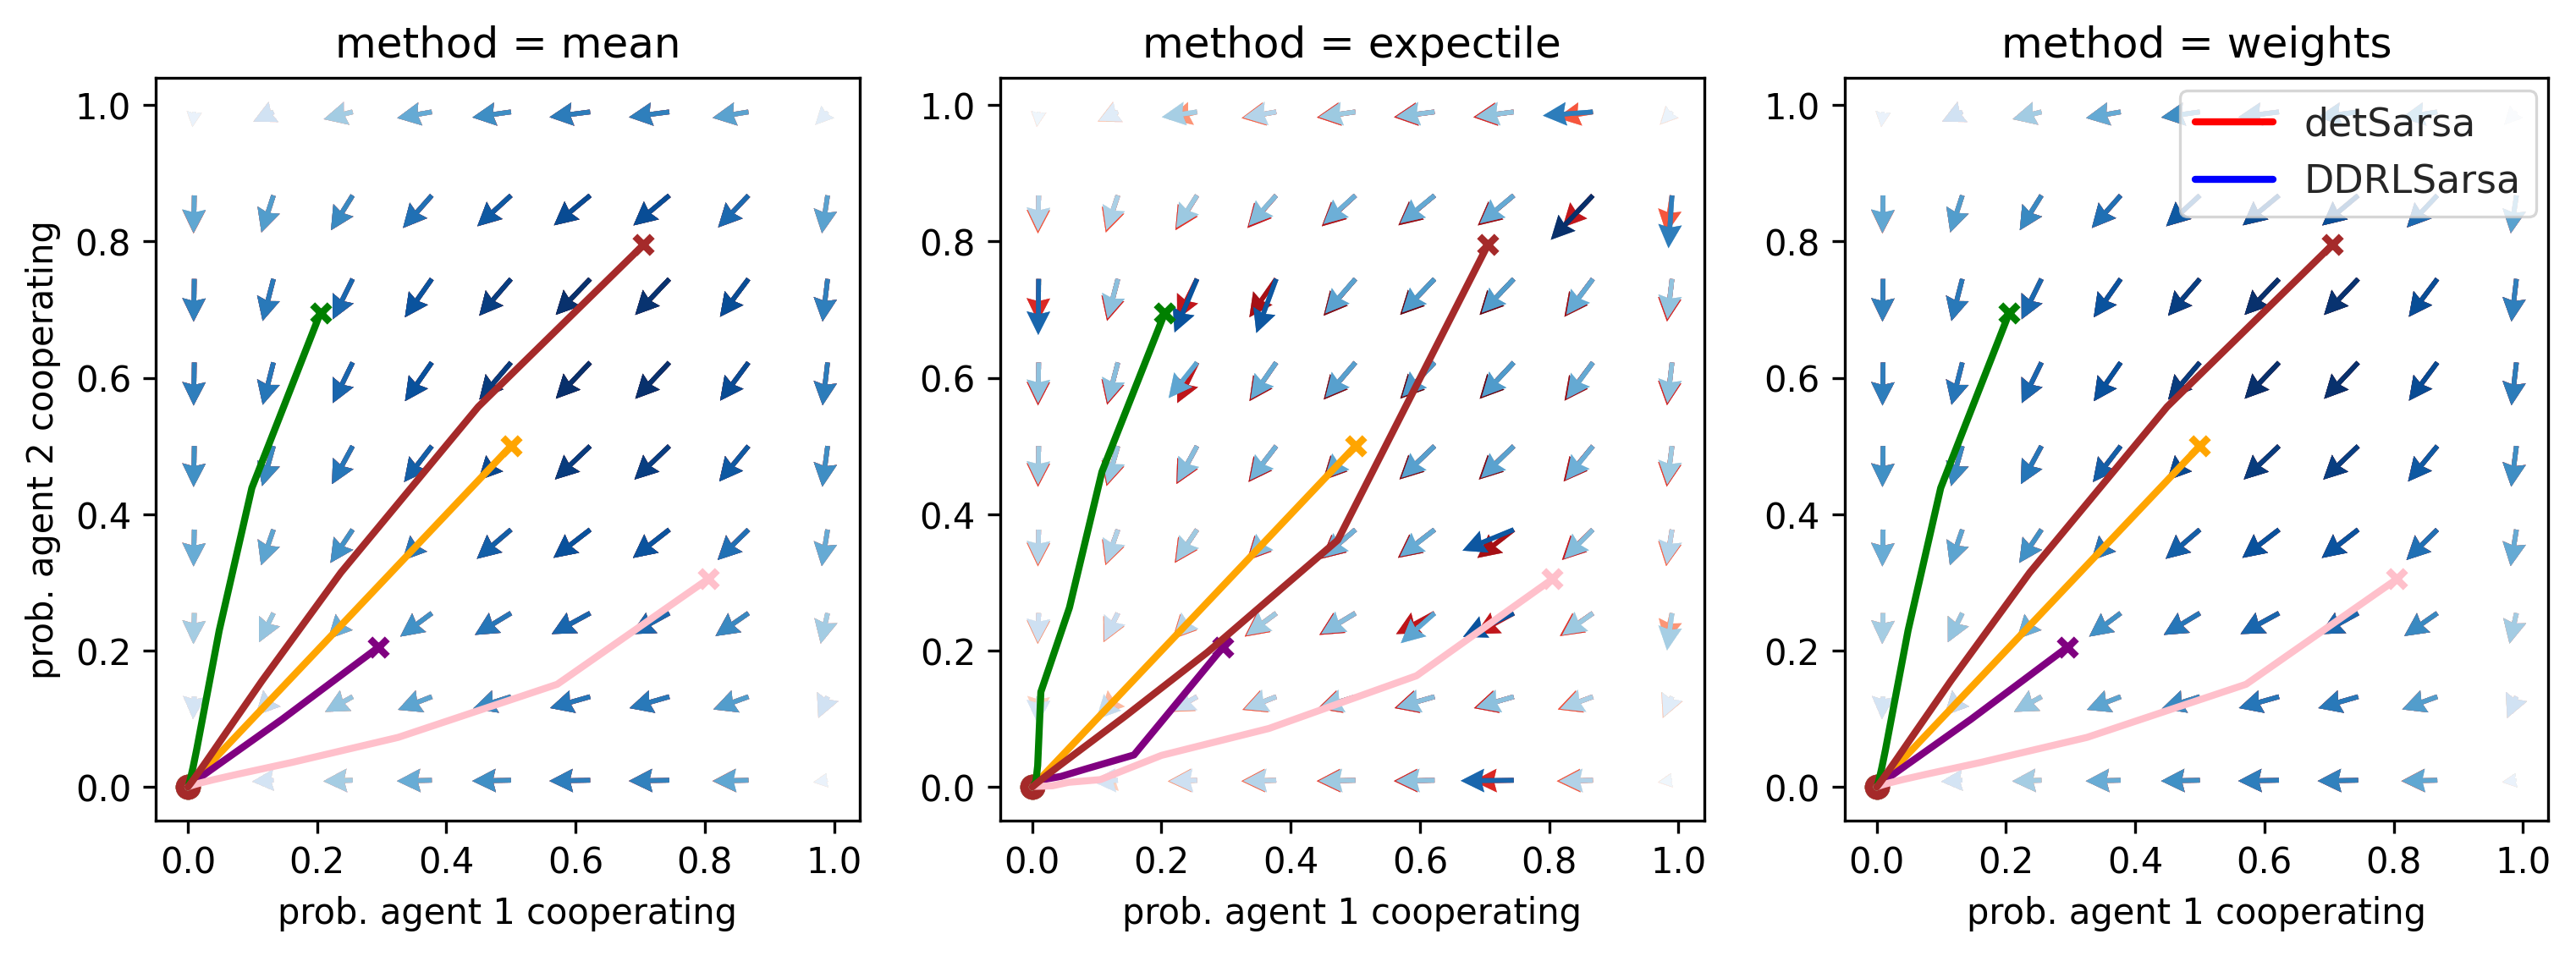 method = mean
method = expectile
method = weights
detSarsa
DDRLSarsa
prob. agent 2 cooperating
1.0
0.8
0.6
0.4
0.2
0.0
0.0 0.2 0.4 0.6 0.8 1.0
prob. agent 1 cooperating
1.0
0.8
0.6
0.4
0.2
0.0
0.0 0.2 0.4 0.6 0.8 1.0
prob. agent 1 cooperating
1.0
0.8
0.6
0.4
0.2
0.0
0.0 0.2 0.4 0.6 0.8 1.0
prob. agent 1 cooperating